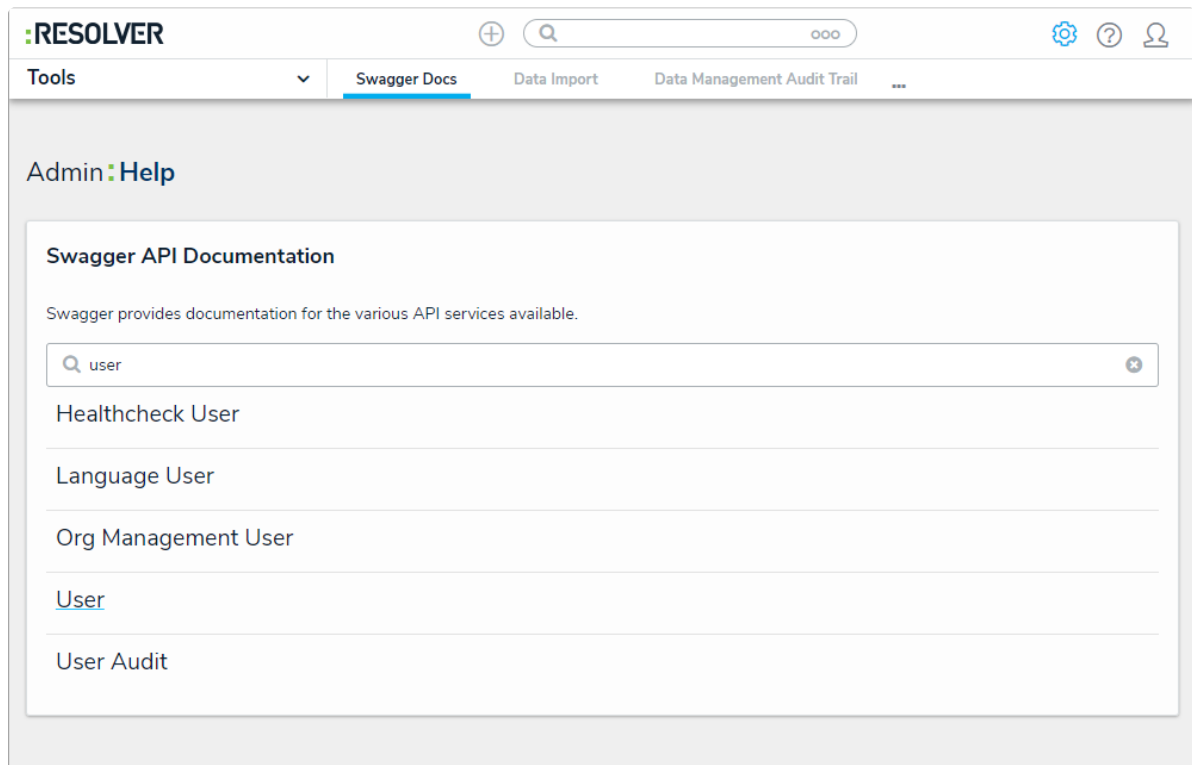 :RESOLVER
Tools
Swagger Docs
Data Import
Data Management Audit Trail
Admin:Help
Swagger API Documentation
Swagger provides documentation for the various API services available.
user
Healthcheck User
Language User
Org Management User
User
User Audit